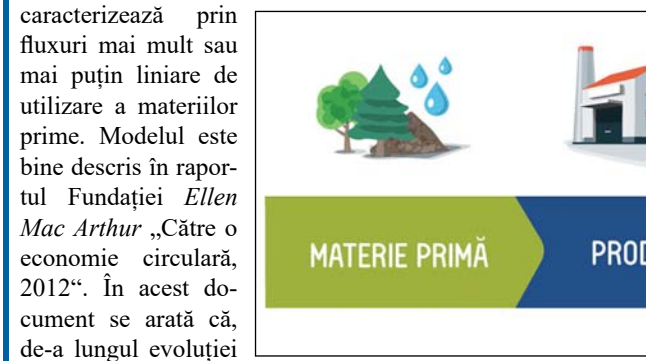 caracterizează prin
fluxuri mai mult sau
mai puțin liniare de
utilizare a materiilor
prime. Modelul este
bine descris în rapor-
tul Fundației Ellen
Mac Arthur „Către o
economie circulară,
2012“. În acest do-
cument se arată că,
de-a lungul evoluției
MATERIE PRIMĂ
PROD